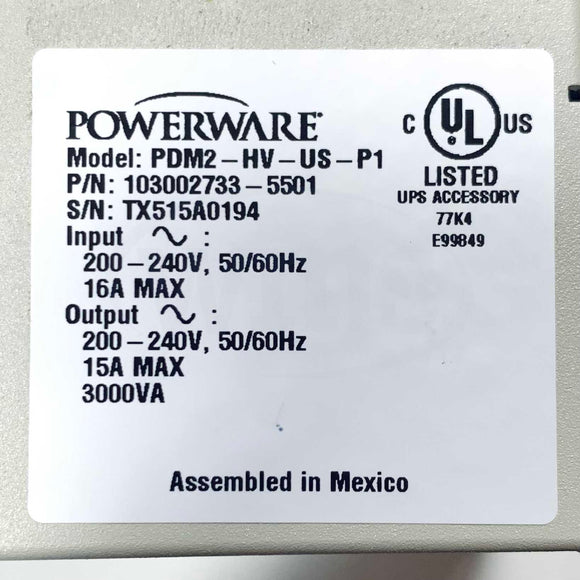 POWERWARE
Model: PDM2-HV-US-P1
P/N: 103002733-5501
S/N: TX515A0194
Input ∿ :
200-240V, 50/60Hz
16A MAX
Output ∿ :
200-240V, 50/60Hz
15A MAX
3000VA
C UL US
LISTED
UPS ACCESSORY
77K4
E99849
Assembled in Mexico